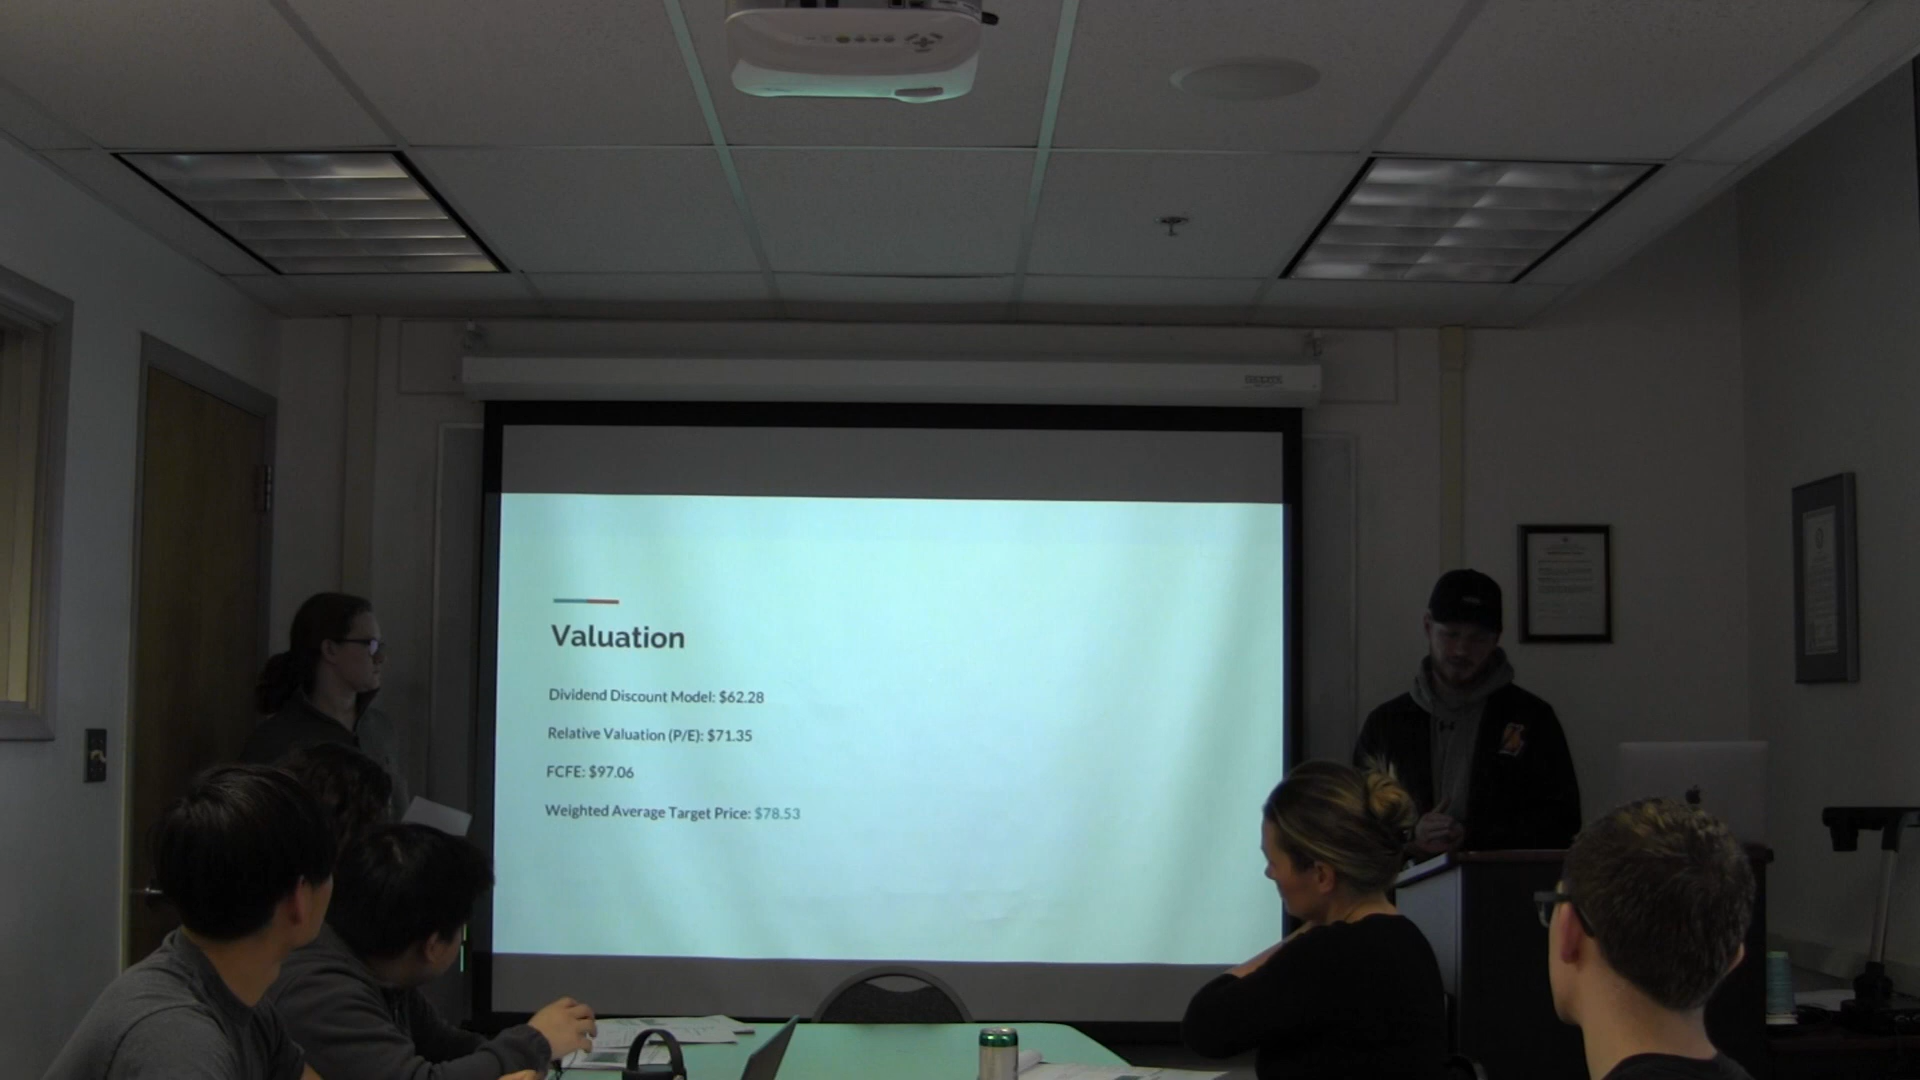 Valuation
Dividend Discount Model: $62.28
Relative Valuation (P/E): $71.35
FCFE: $97.06
Weighted Average Target Price: $78.53